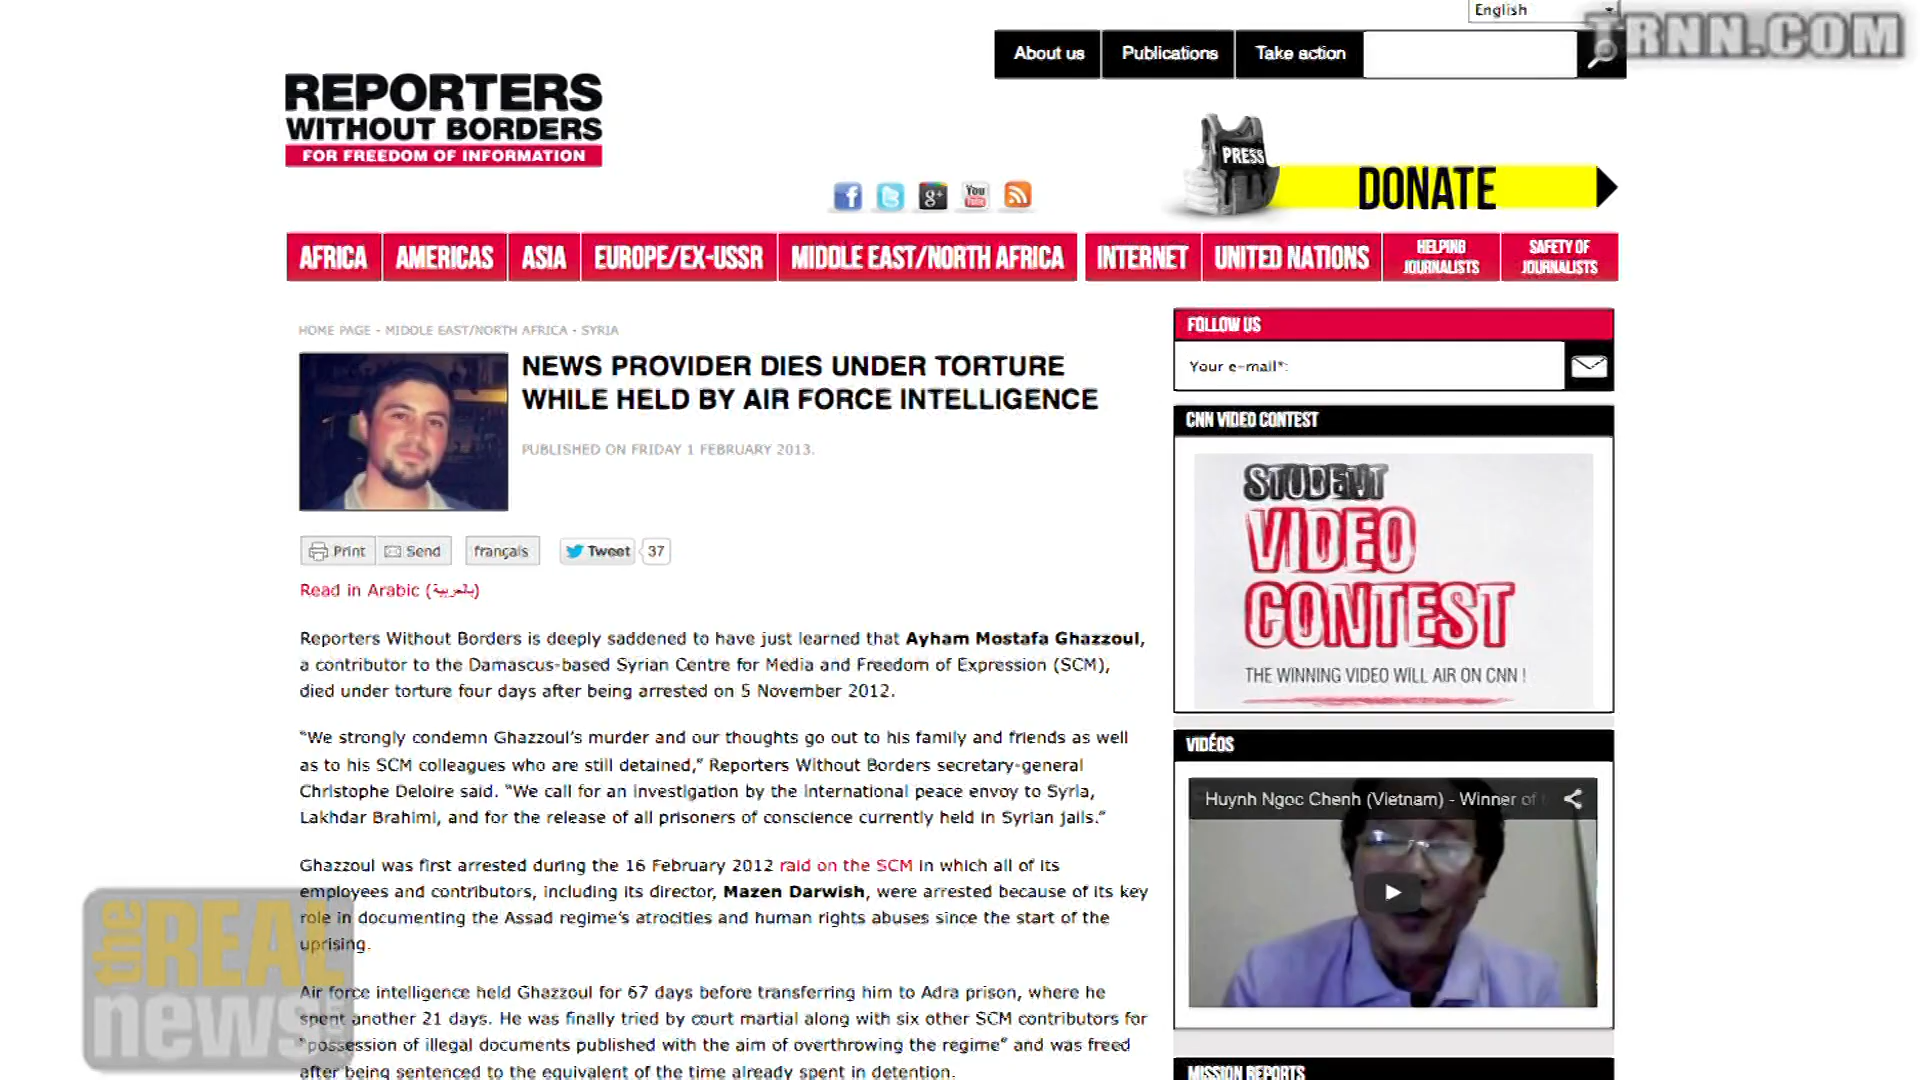 English
TRNN.COM
About us
Publications
Take action
REPORTERS
WITHOUT BORDERS
FOR FREEDOM OF INFORMATION
PRESS
DONATE
f
g+
You
Tube
AFRICA
AMERICAS
ASIA
EUROPE/EX-USSR
MIDDLE EAST/NORTH AFRICA
INTERNET
UNITED NATIONS
HELPING
JOURNALISTS
SAFETY OF
JOURNALISTS
HOME PAGE - MIDDLE EAST/NORTH AFRICA - SYRIA
NEWS PROVIDER DIES UNDER TORTURE
WHILE HELD BY AIR FORCE INTELLIGENCE
PUBLISHED ON FRIDAY 1 FEBRUARY 2013.
Print
Send
français
Tweet
37
Read in Arabic (بالعربية)
Reporters Without Borders is deeply saddened to have just learned that Ayham Mostafa Ghazzoul,
a contributor to the Damascus-based Syrian Centre for Media and Freedom of Expression (SCM),
died under torture four days after being arrested on 5 November 2012.
“We strongly condemn Ghazzoul’s murder and our thoughts go out to his family and friends as well
as to his SCM colleagues who are still detained,” Reporters Without Borders secretary-general
Christophe Deloire said. “We call for an investigation by the international peace envoy to Syria,
Lakhdar Brahimi, and for the release of all prisoners of conscience currently held in Syrian jails.”
Ghazzoul was first arrested during the 16 February 2012 raid on the SCM in which all of its
employees and contributors, including its director, Mazen Darwish, were arrested because of its key
role in documenting the Assad regime’s atrocities and human rights abuses since the start of the
uprising.
Air force intelligence held Ghazzoul for 67 days before transferring him to Adra prison, where he
spent another 21 days. He was finally tried by court martial along with six other SCM contributors for
“possession of illegal documents published with the aim of overthrowing the regime” and was freed
after being sentenced to the equivalent of the time already spent in detention.
FOLLOW US
Your e-mail*:
CNN VIDEO CONTEST
STUDENT
VIDEO
CONTEST
THE WINNING VIDEO WILL AIR ON CNN !
VIDÉOS
Huynh Ngoc Chenh (Vietnam) - Winner of
MISSION REPORTS
the REAL
news